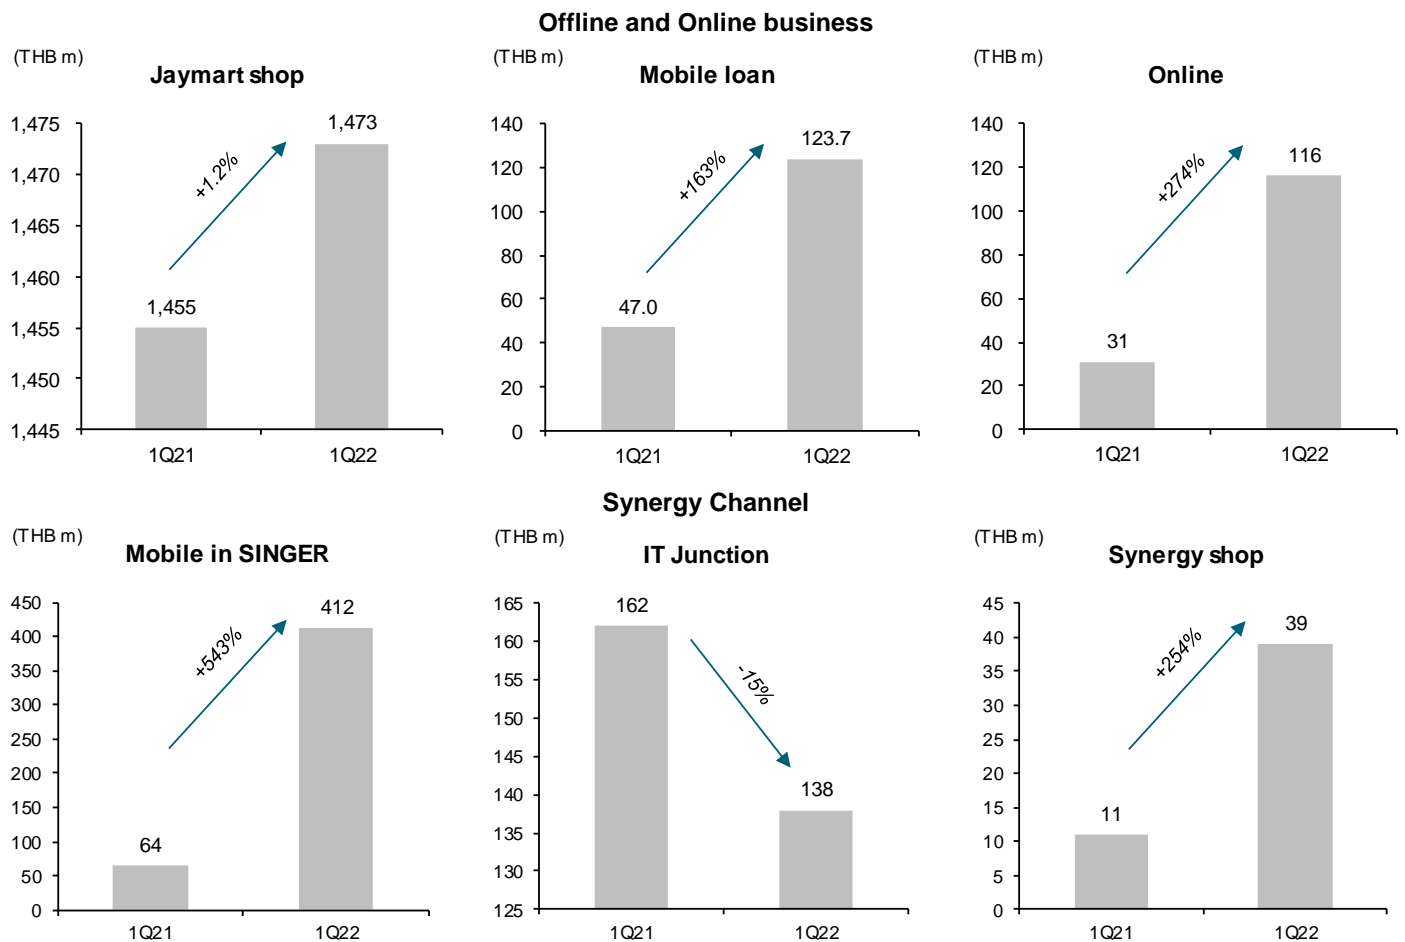 Offline and Online business
(THB m)
Jaymart shop
1,475
1,470
1,465
1,460
1,455
1,450
1,445
1,455
1,473
+1.2%
1Q21
1Q22
(THB m)
Mobile loan
140
120
100
80
60
40
20
0
47.0
123.7
+163%
1Q21
1Q22
(THB m)
Online
140
120
100
80
60
40
20
0
31
116
+274%
1Q21
1Q22
Synergy Channel
(THB m)
Mobile in SINGER
450
400
350
300
250
200
150
100
50
0
64
412
+543%
1Q21
1Q22
(THB m)
IT Junction
165
160
155
150
145
140
135
130
125
162
138
-15%
1Q21
1Q22
(THB m)
Synergy shop
45
40
35
30
25
20
15
10
5
0
11
39
+254%
1Q21
1Q22